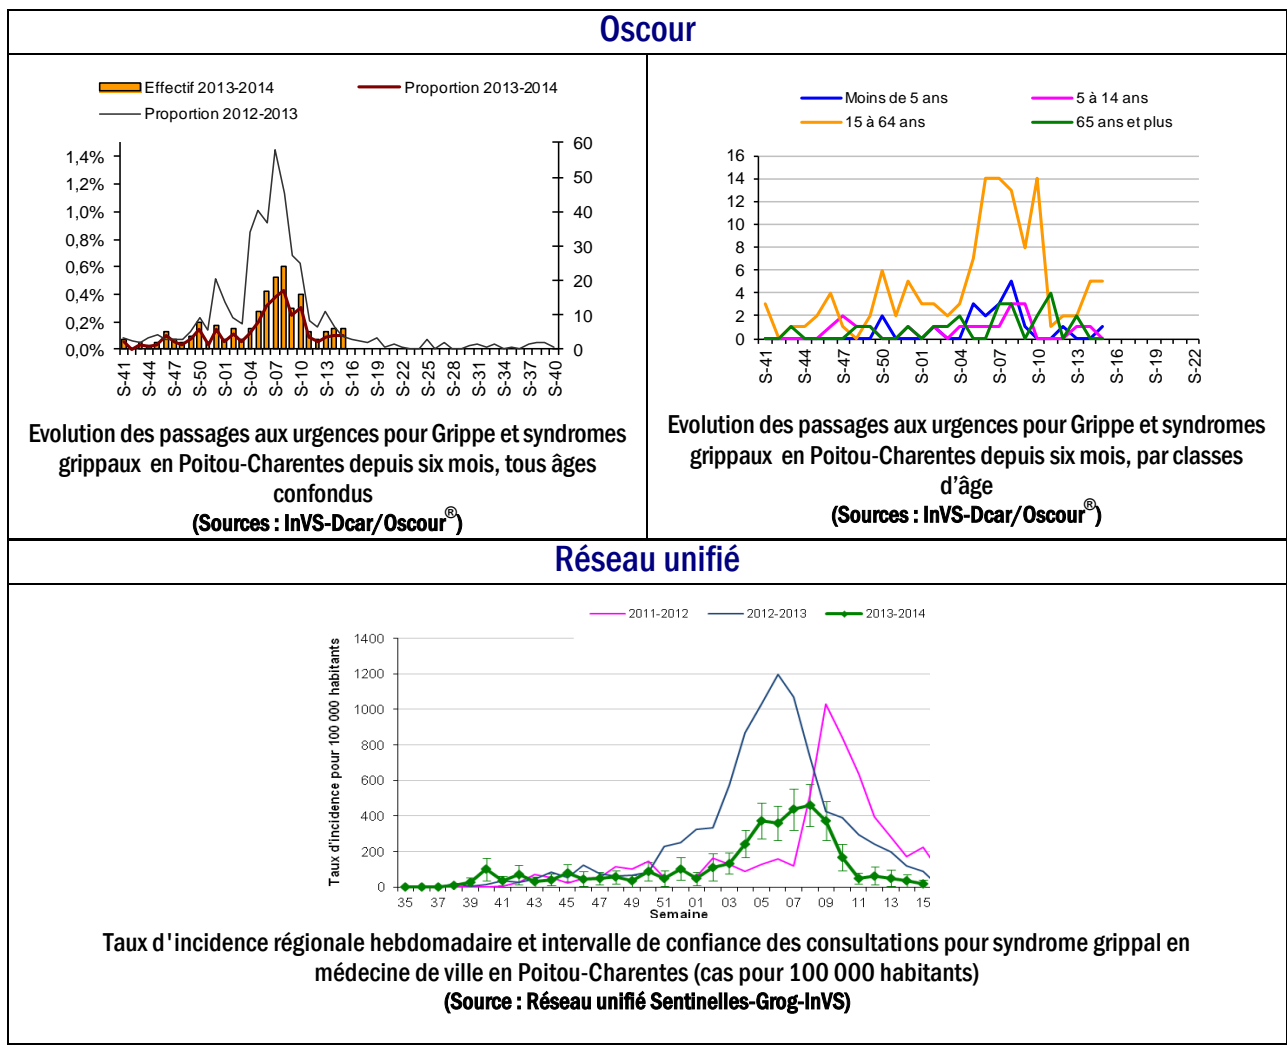 Oscour
Effectif 2013-2014
Proportion 2013-2014
Proportion 2012-2013
1,4%
1,2%
1,0%
0,8%
0,6%
0,4%
0,2%
0,0%
60
50
40
30
20
10
0
S-41 S-44 S-47 S-50 S-01 S-04 S-07 S-10 S-13 S-16 S-19 S-22 S-25 S-28 S-31 S-34 S-37 S-40
Evolution des passages aux urgences pour Grippe et syndromes
grippaux en Poitou-Charentes depuis six mois, tous âges
confondus
(Sources : InVS-Dcar/Oscour®)
Moins de 5 ans
5 à 14 ans
15 à 64 ans
65 ans et plus
16
14
12
10
8
6
4
2
0
S-41 S-44 S-47 S-50 S-01 S-04 S-07 S-10 S-13 S-16 S-19 S-22
Evolution des passages aux urgences pour Grippe et syndromes
grippaux en Poitou-Charentes depuis six mois, par classes
d’âge
(Sources : InVS-Dcar/Oscour®)
Réseau unifié
2011-2012 2012-2013 2013-2014
Taux d'incidence pour 100 000 habitants
1400
1200
1000
800
600
400
200
0
35 37 39 41 43 45 47 49 51 01 03 05 07 09 11 13 15
Semaine
Taux d'incidence régionale hebdomadaire et intervalle de confiance des consultations pour syndrome grippal en
médecine de ville en Poitou-Charentes (cas pour 100 000 habitants)
(Source : Réseau unifié Sentinelles-Grog-InVS)